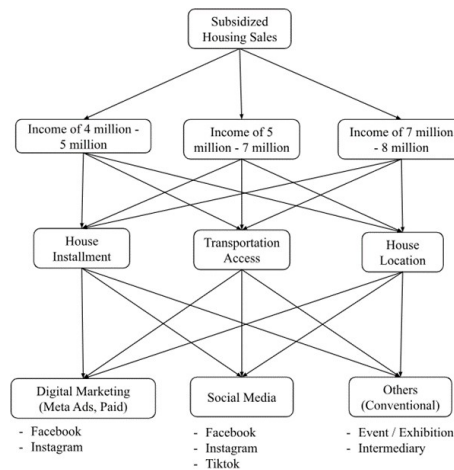 Subsidized
Housing Sales
Income of 4 million -
5 million
Income of 5
million - 7 million
Income of 7 million
- 8 million
House
Installment
Transportation
Access
House
Location
Digital Marketing
(Meta Ads, Paid)
Social Media
Others
(Conventional)
- Facebook
- Instagram
- Facebook
- Instagram
- Tiktok
- Event / Exhibition
- Intermediary